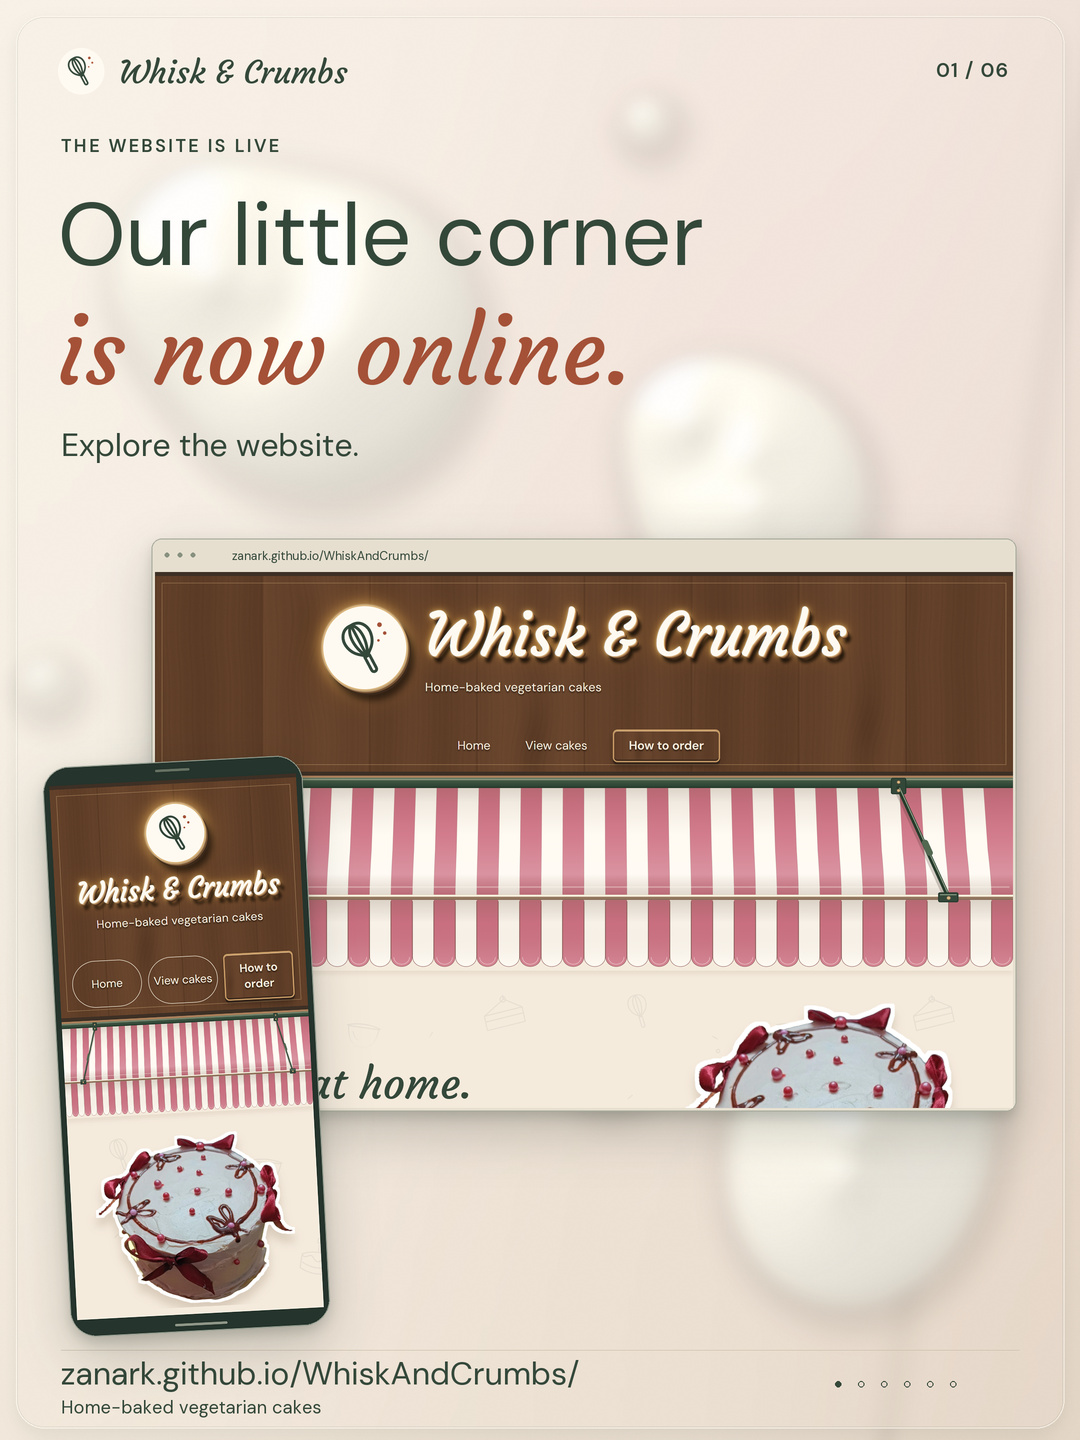 Whisk & Crumbs
01 / 06
THE WEBSITE IS LIVE
Our little corner
is now online.
Explore the website.
zanark.github.io/WhiskAndCrumbs/
Whisk & Crumbs
Home-baked vegetarian cakes
Home
View cakes
How to order
at home.
Whisk & Crumbs
Home-baked vegetarian cakes
Home
View cakes
How to
order
zanark.github.io/WhiskAndCrumbs/
Home-baked vegetarian cakes